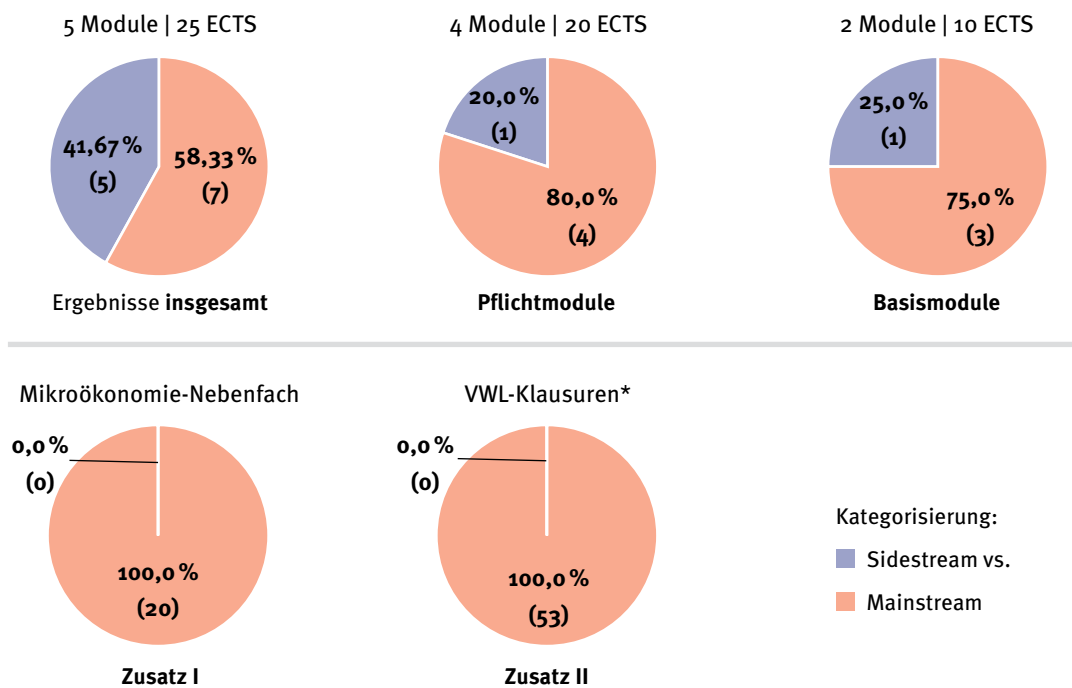 5 Module | 25 ECTS
4 Module | 20 ECTS
2 Module | 10 ECTS
41,67 %
(5)
58,33 %
(7)
20,0 %
(1)
80,0 %
(4)
25,0 %
(1)
75,0 %
(3)
Ergebnisse insgesamt
Pflichtmodule
Basismodule
Mikroökonomie-Nebenfach
VWL-Klausuren*
0,0 %
(0)
100,0 %
(20)
0,0 %
(0)
100,0 %
(53)
Kategorisierung:
Sidestream vs.
Mainstream
Zusatz I
Zusatz II